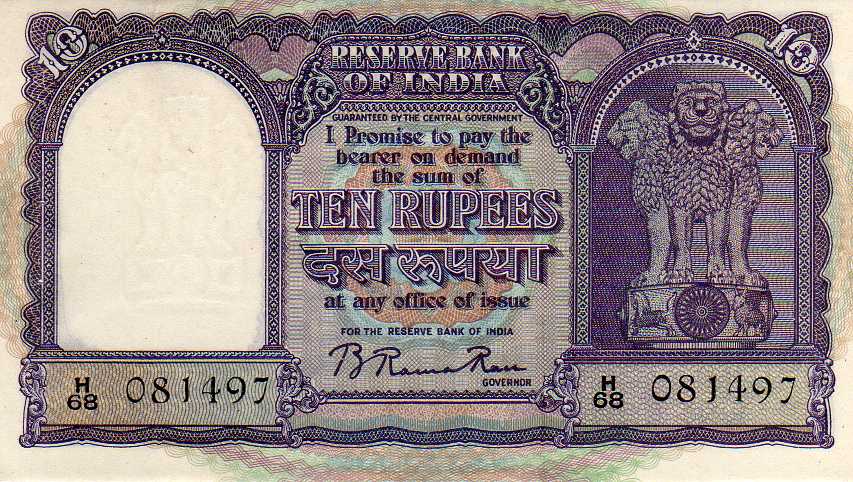 10 10
RESERVE BANK
OF INDIA
GUARANTEED BY THE CENTRAL GOVERNMENT
I Promise to pay the
bearer on demand
the sum of
TEN RUPEES
दस रूपया
at any office of issue
FOR THE RESERVE BANK OF INDIA
B Rama Rau
GOVERNOR
H
68 081497
H
68 081497